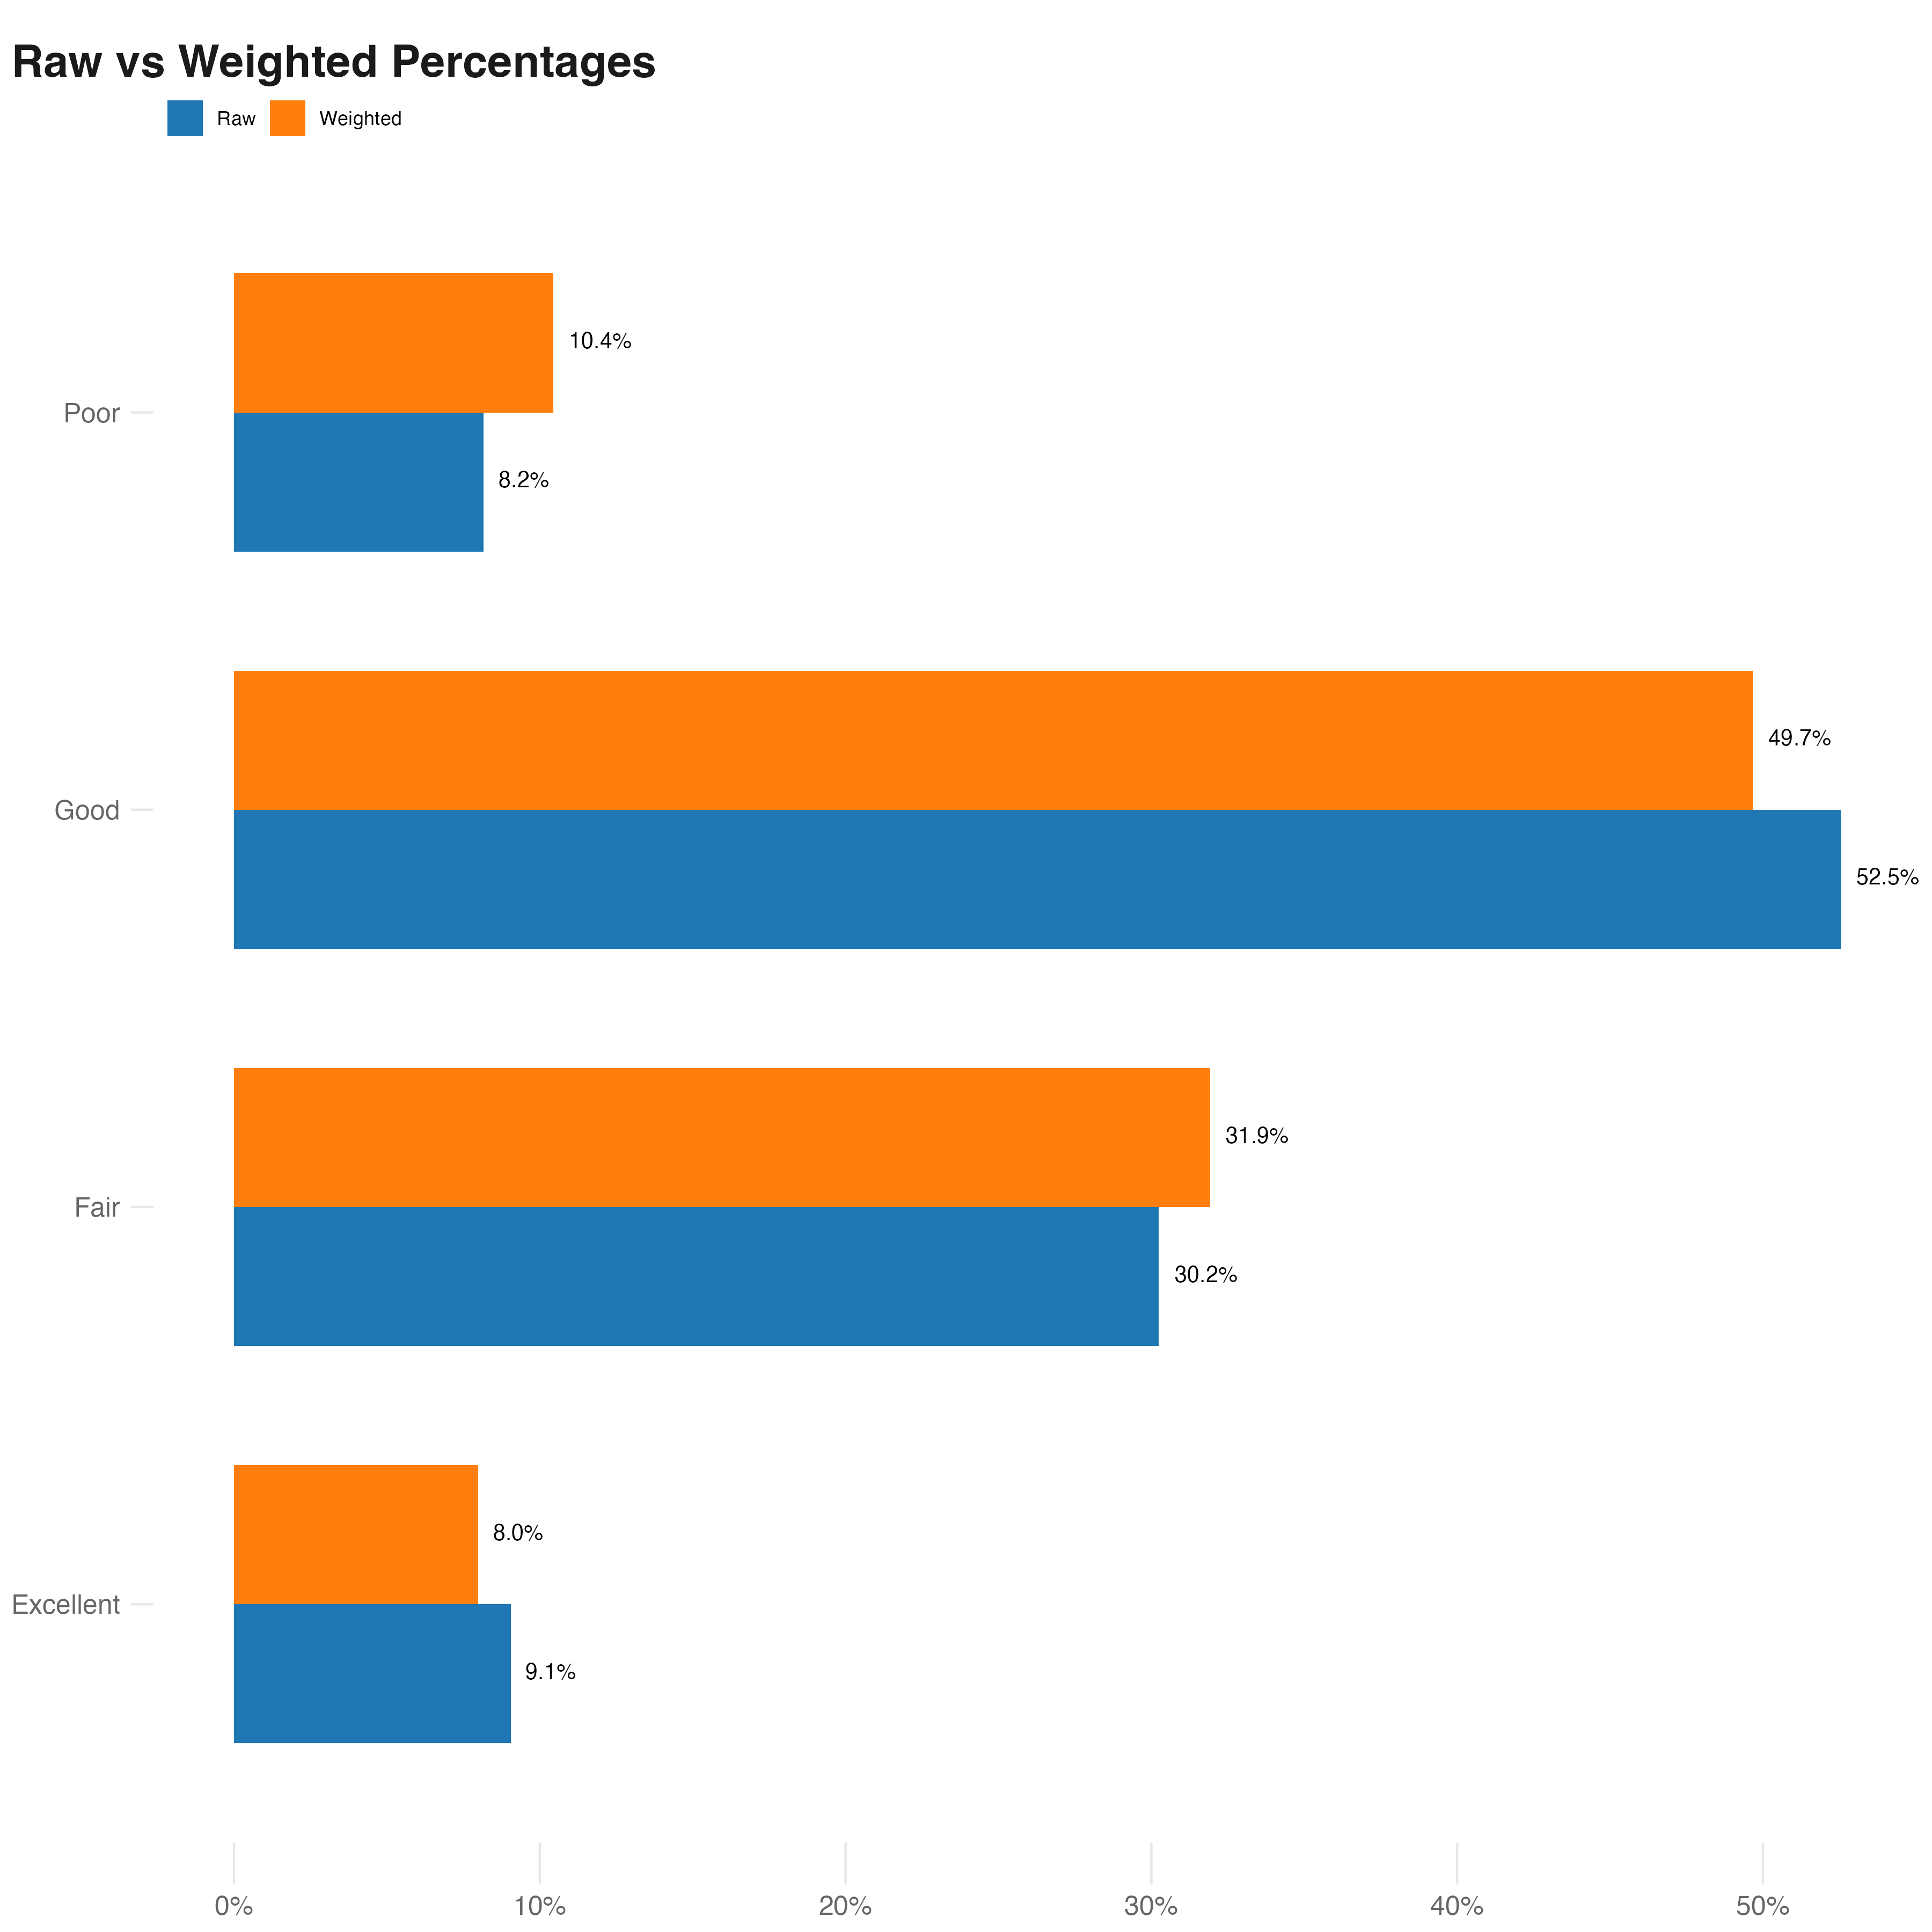 Raw vs Weighted Percentages
Raw Weighted
10.4%
Poor
8.2%
49.7%
Good
52.5%
31.9%
Fair
30.2%
8.0%
Excellent
9.1%
0% 10% 20% 30% 40% 50%